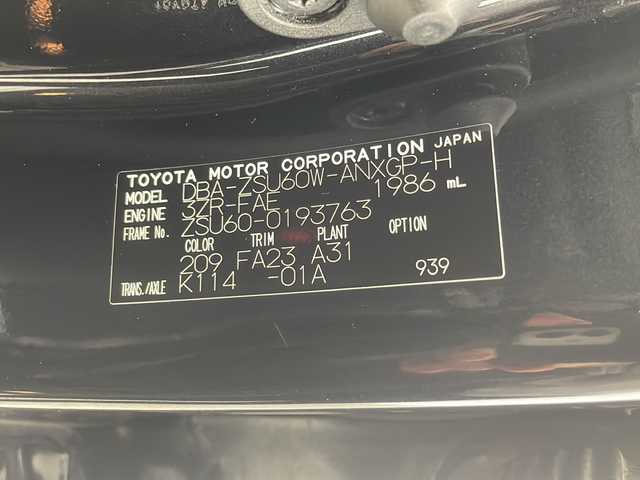 TOYOTA MOTOR CORPORATION JAPAN
MODEL DBA-ZSU60W-ANXGP-H
ENGINE 3ZR-FAE 1986 mL
FRAME No. ZSU60-0193763
COLOR TRIM PLANT OPTION
209 FA23 A31
TRANS./AXLE K114 -01A 939